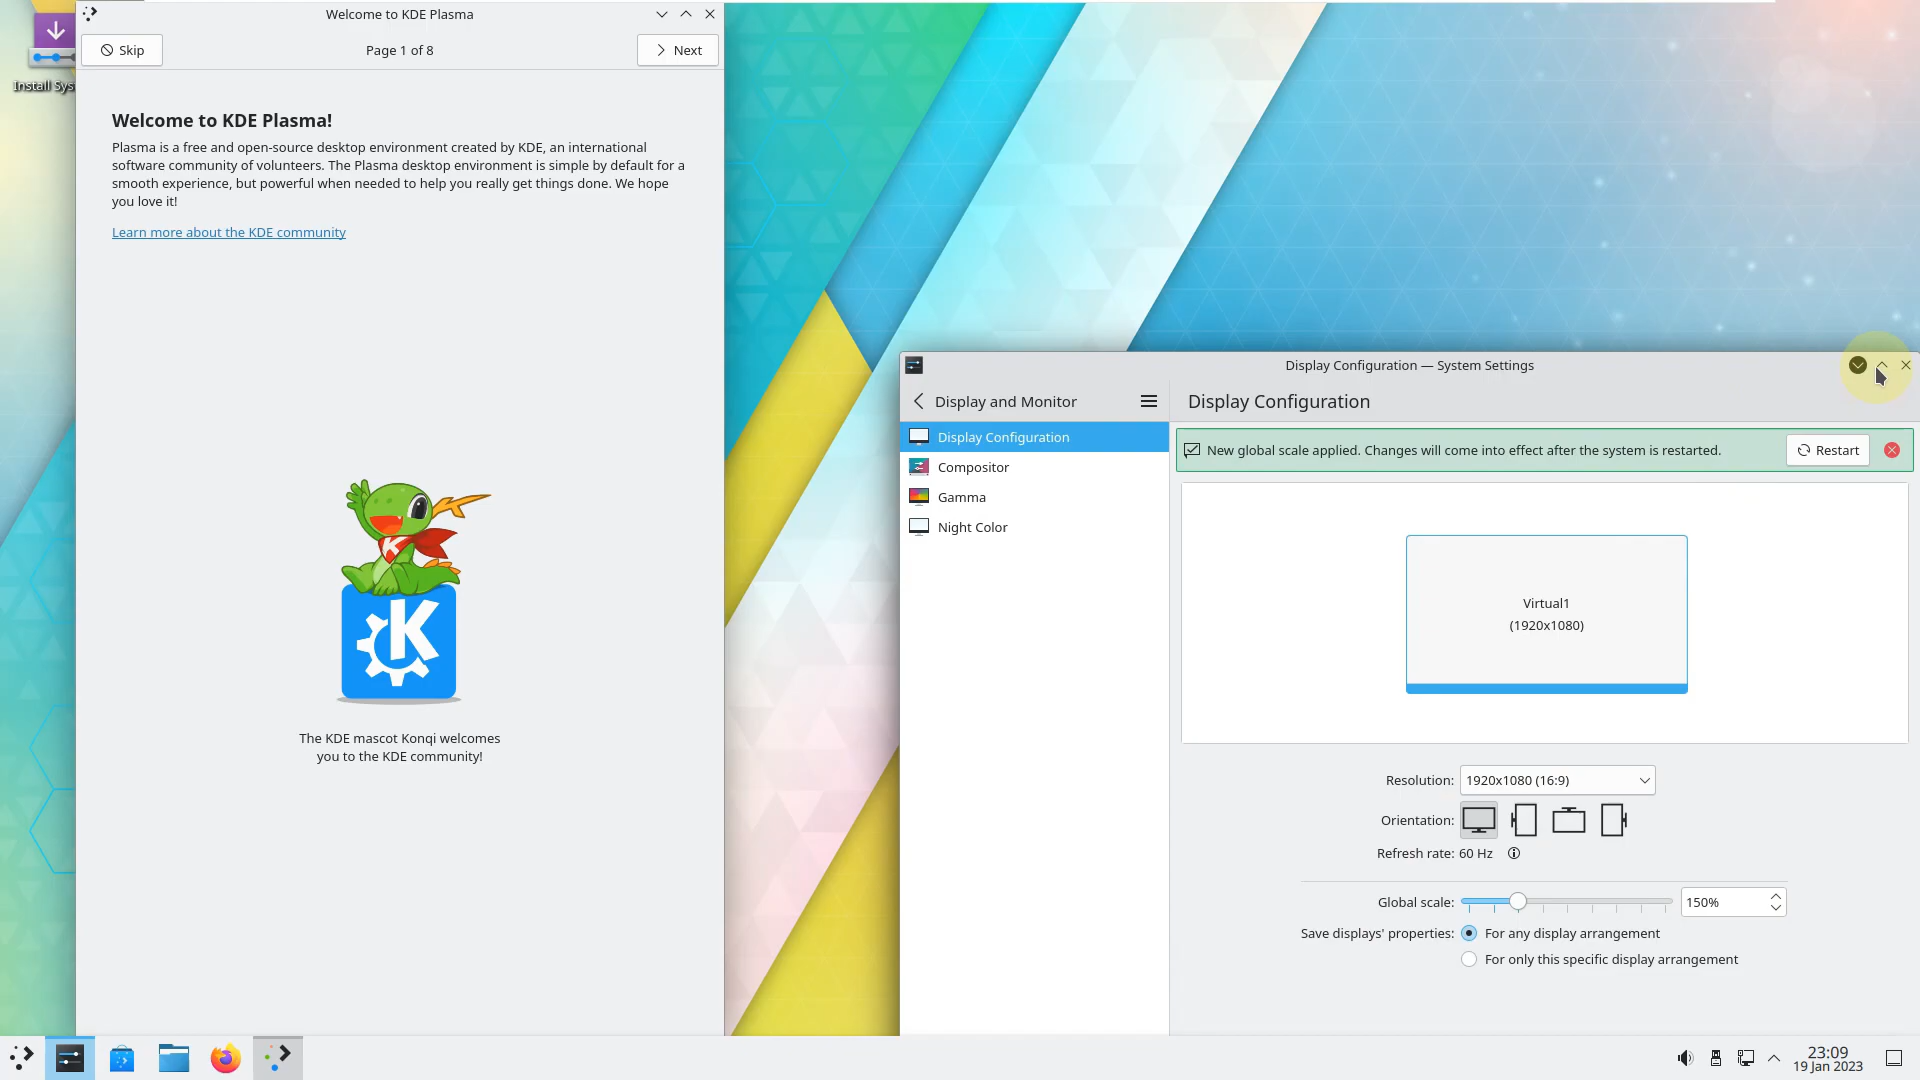 Install Sys
Welcome to KDE Plasma
Skip
Page 1 of 8
Next
Welcome to KDE Plasma!
Plasma is a free and open-source desktop environment created by KDE, an international
software community of volunteers. The Plasma desktop environment is simple by default for a
smooth experience, but powerful when needed to help you really get things done. We hope
you love it!
Learn more about the KDE community
K
K
The KDE mascot Konqi welcomes
you to the KDE community!
Display Configuration — System Settings
Display and Monitor
Display Configuration
Display Configuration
Compositor
Gamma
Night Color
New global scale applied. Changes will come into effect after the system is restarted.
Restart
Virtual1
(1920x1080)
Resolution: 1920x1080 (16:9)
Orientation:
Refresh rate: 60 Hz
Global scale: 150%
Save displays' properties: For any display arrangement
For only this specific display arrangement
23:09
19 Jan 2023